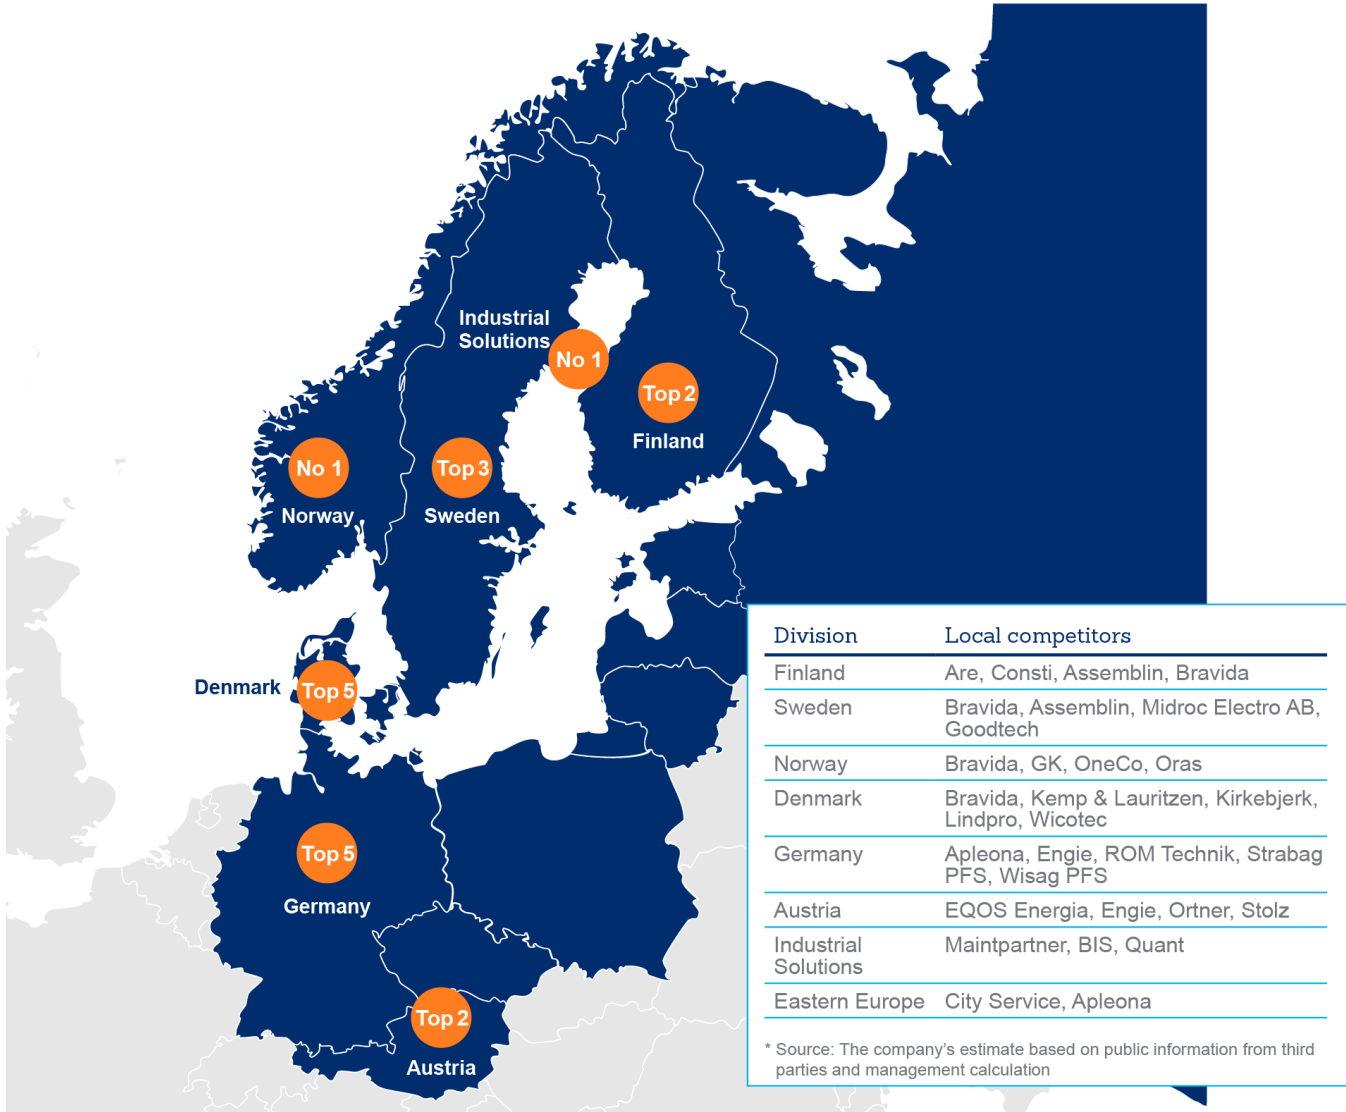 Industrial
Solutions
No 1
Top 2
Finland
No 1
Norway
Top 3
Sweden
Denmark
Top 5
Top 5
Germany
Top 2
Austria
Division Local competitors
Finland Are, Consti, Assemblin, Bravida
Sweden Bravida, Assemblin, Midroc Electro AB,
Goodtech
Norway Bravida, GK, OneCo, Oras
Denmark Bravida, Kemp & Lauritzen, Kirkebjerk,
Lindpro, Wicotec
Germany Apleona, Engie, ROM Technik, Strabag
PFS, Wisag PFS
Austria EQOS Energia, Engie, Ortner, Stolz
Industrial Maintpartner, BIS, Quant
Solutions
Eastern Europe City Service, Apleona
* Source: The company’s estimate based on public information from third
parties and management calculation